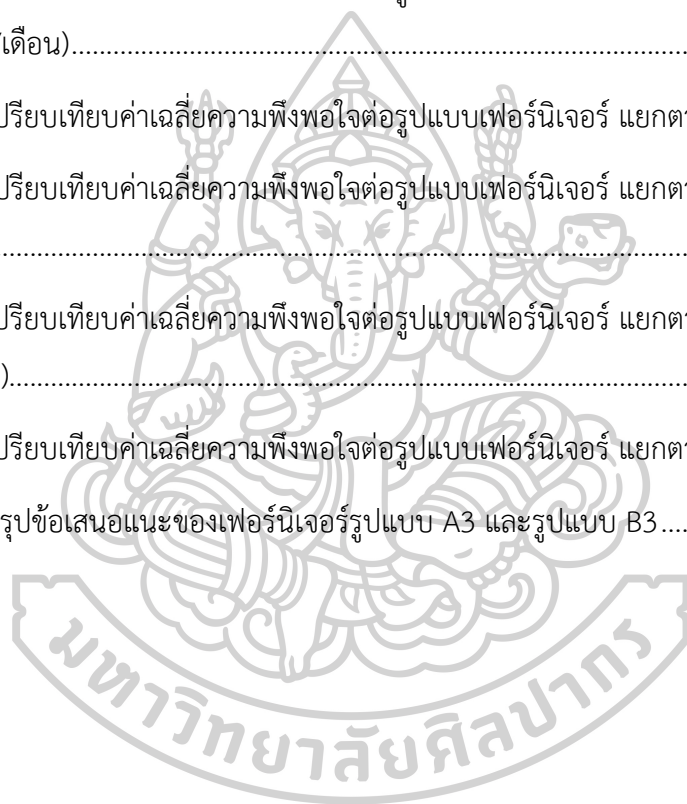 เดือน)....................................................................................................
ปรียบเทียบค่าเฉลี่ยความพึงพอใจต่อรูปแบบเฟอร์นิเจอร์ แยกตา
ปรียบเทียบค่าเฉลี่ยความพึงพอใจต่อรูปแบบเฟอร์นิเจอร์ แยกตา
....................................................................................................
ปรียบเทียบค่าเฉลี่ยความพึงพอใจต่อรูปแบบเฟอร์นิเจอร์ แยกตา
)....................................................................................................
ปรียบเทียบค่าเฉลี่ยความพึงพอใจต่อรูปแบบเฟอร์นิเจอร์ แยกตา
รุปข้อเสนอแนะของเฟอร์นิเจอร์รูปแบบ A3 และรูปแบบ B3....
มหาวิทยาลัยศิลปากร